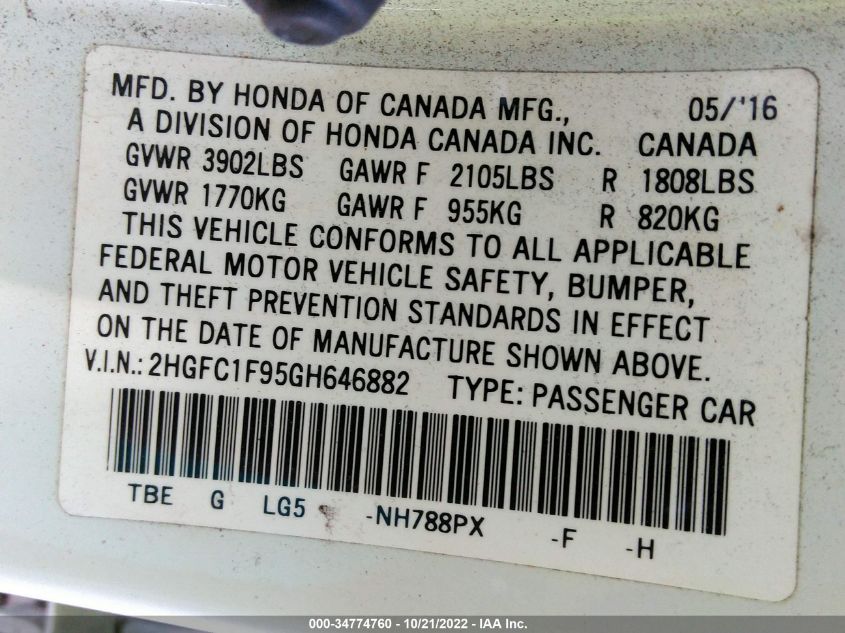 MFD. BY HONDA OF CANADA MFG., 05/'16
A DIVISION OF HONDA CANADA INC. CANADA
GVWR 3902LBS GAWR F 2105LBS R 1808LBS
GVWR 1770KG GAWR F 955KG R 820KG
THIS VEHICLE CONFORMS TO ALL APPLICABLE
FEDERAL MOTOR VEHICLE SAFETY, BUMPER,
AND THEFT PREVENTION STANDARDS IN EFFECT
ON THE DATE OF MANUFACTURE SHOWN ABOVE.
V.I.N.: 2HGFC1F95GH646882 TYPE: PASSENGER CAR
TBE G LG5 -NH788PX -F -H
000-34774760 - 10/21/2022 - IAA Inc.